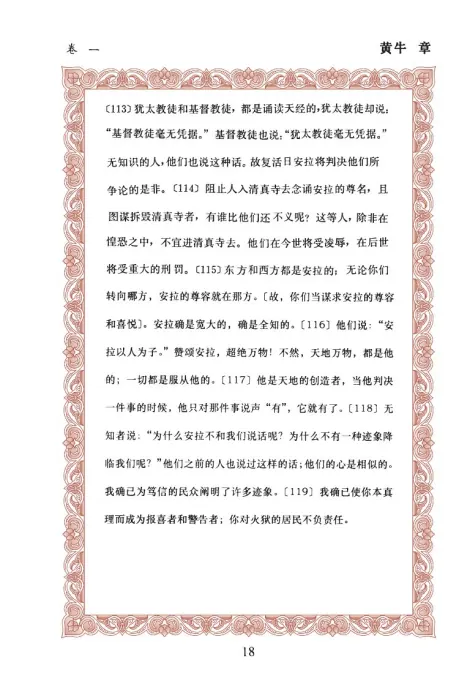 卷 一
黄牛 章
〔113〕犹太教徒和基督教徒，都是诵读天经的，犹太教徒却说：
“基督教徒毫无凭据。”基督教徒也说：“犹太教徒毫无凭据。”
无知识的人，他们也说这种话。故复活日安拉将判决他们所
争论的是非。〔114〕阻止人入清真寺去念诵安拉的尊名，且
图谋拆毁清真寺者，有谁比他们还不义呢？这等人，除非在
惶恐之中，不宜进清真寺去。他们在今世将受凌辱，在后世
将受重大的刑罚。〔115〕东方和西方都是安拉的；无论你们
转向哪方，安拉的尊容就在那方。〔故，你们当谋求安拉的尊容
和喜悦〕。安拉确是宽大的，确是全知的。〔116〕他们说：“安
拉以人为子。”赞颂安拉，超绝万物！不然，天地万物，都是他
的；一切都是服从他的。〔117〕他是天地的创造者，当他判决
一件事的时候，他只对那件事说声“有”，它就有了。〔118〕无
知者说：“为什么安拉不和我们说话呢？为什么不有一种迹象降
临我们呢？”他们之前的人也说过这样的话；他们的心是相似的。
我确已为笃信的民众阐明了许多迹象。〔119〕我确已使你本真
理而成为报喜者和警告者；你对火狱的居民不负责任。
18